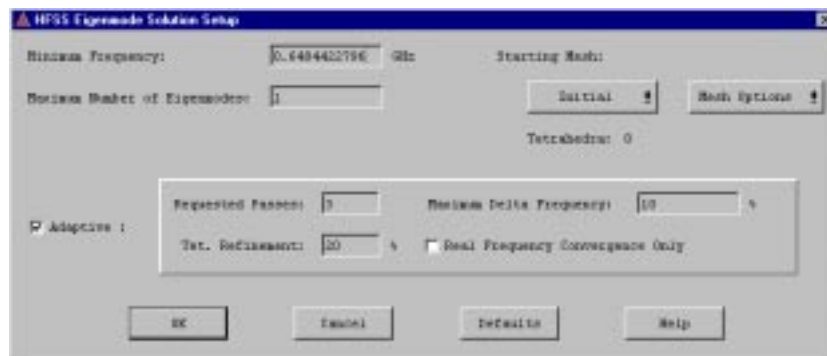 HFSS Eigenmode Solution Setup
Minimum Frequency: 0.6484422796 GHz Starting Mesh:
Maximum Number of Eigenmodes: 1 Initial Mesh Options
Tetrahedra: 0
Requested Passes: 3 Maximum Delta Frequency: 10 %
Adaptive :
Tet. Refinement: 20 % Real Frequency Convergence Only
OK Cancel Defaults Help